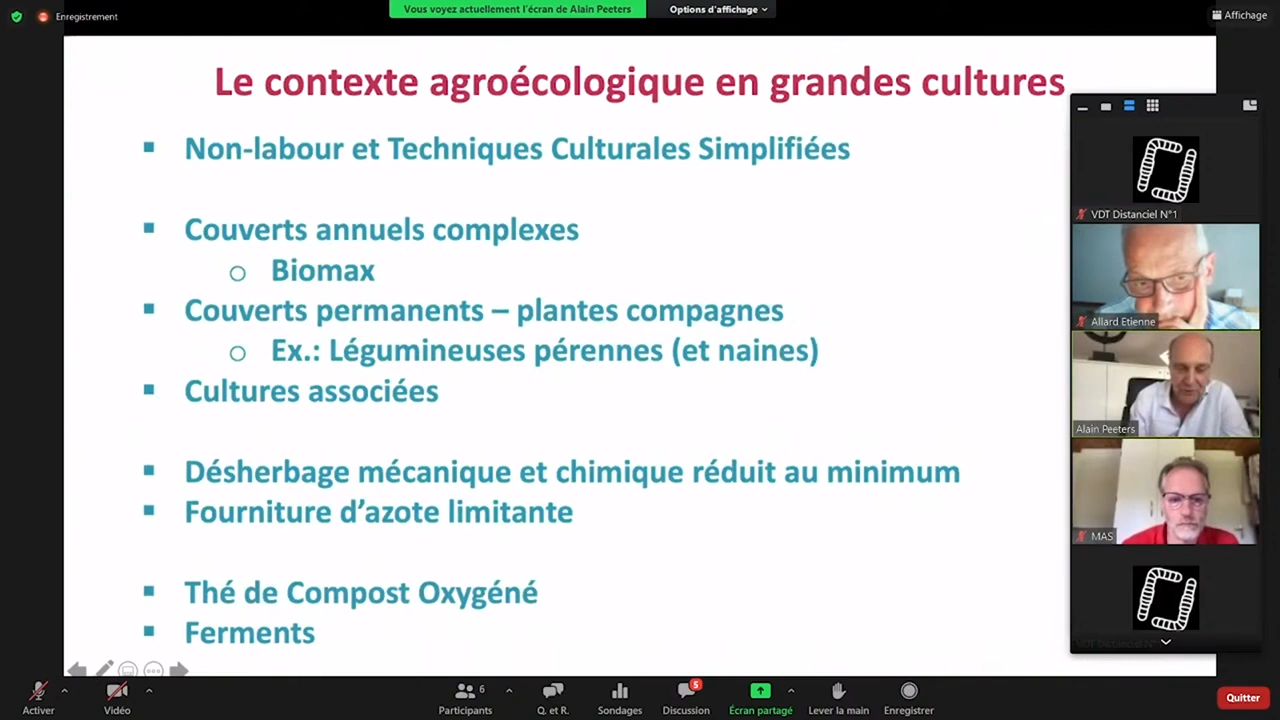 Enregistrement
Vous voyez actuellement l'écran de Alain Peeters
Options d'affichage
Affichage
Le contexte agroécologique en grandes cultures
Non-labour et Techniques Culturales Simplifiées
Couverts annuels complexes
Biomax
Couverts permanents – plantes compagnes
Ex.: Légumineuses pérennes (et naines)
Cultures associées
Désherbage mécanique et chimique réduit au minimum
Fourniture d'azote limitante
Thé de Compost Oxygéné
Ferments
VDT Distanciel N°1
Allard Etienne
Alain Peeters
MAS
Activer
Vidéo
Participants
6
Q. et R.
Sondages
Discussion
5
Écran partagé
Lever la main
Enregistrer
Quitter